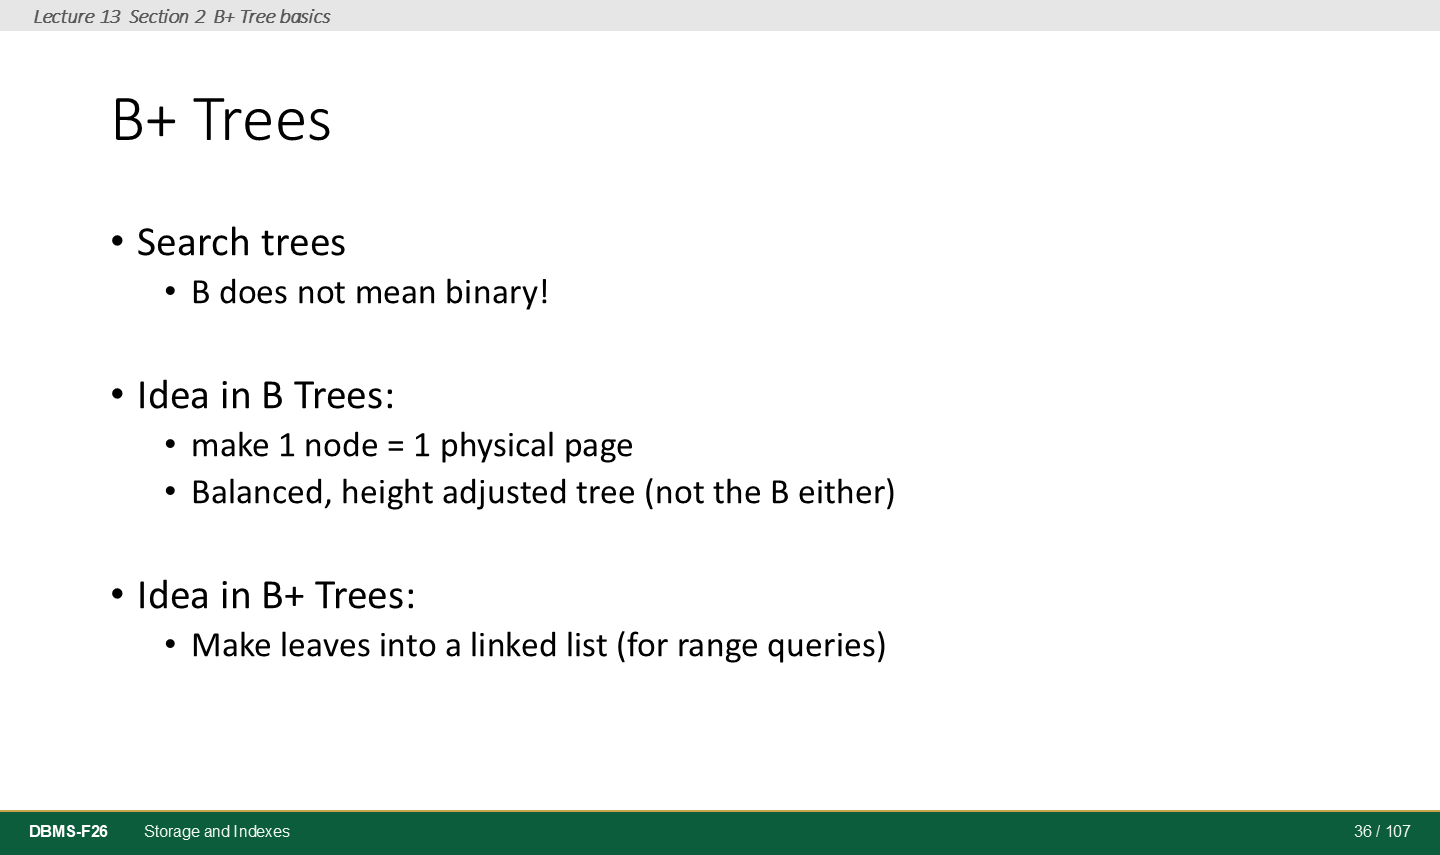 Lecture 13 Section 2 B+ Tree basics
B+ Trees
• Search trees
• B does not mean binary!
• Idea in B Trees:
• make 1 node = 1 physical page
• Balanced, height adjusted tree (not the B either)
• Idea in B+ Trees:
• Make leaves into a linked list (for range queries)
DBMS-F26 Storage and Indexes 36 / 107